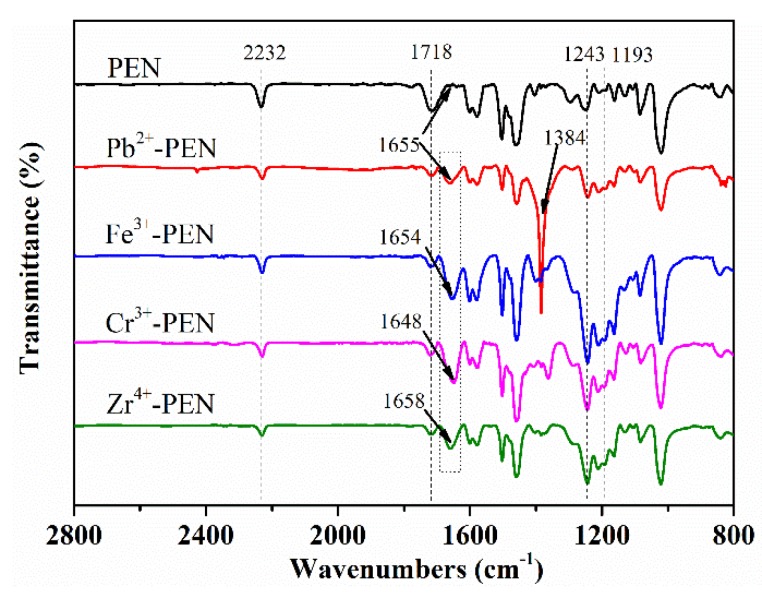 2232
1718
1243
1193
PEN
1655
1384
Pb²⁺-PEN
Fe³⁺-PEN
1654
Cr³⁺-PEN
1648
Zr⁴⁺-PEN
1658
Transmittance (%)
2800
2400
2000
1600
1200
800
Wavenumbers (cm⁻¹)